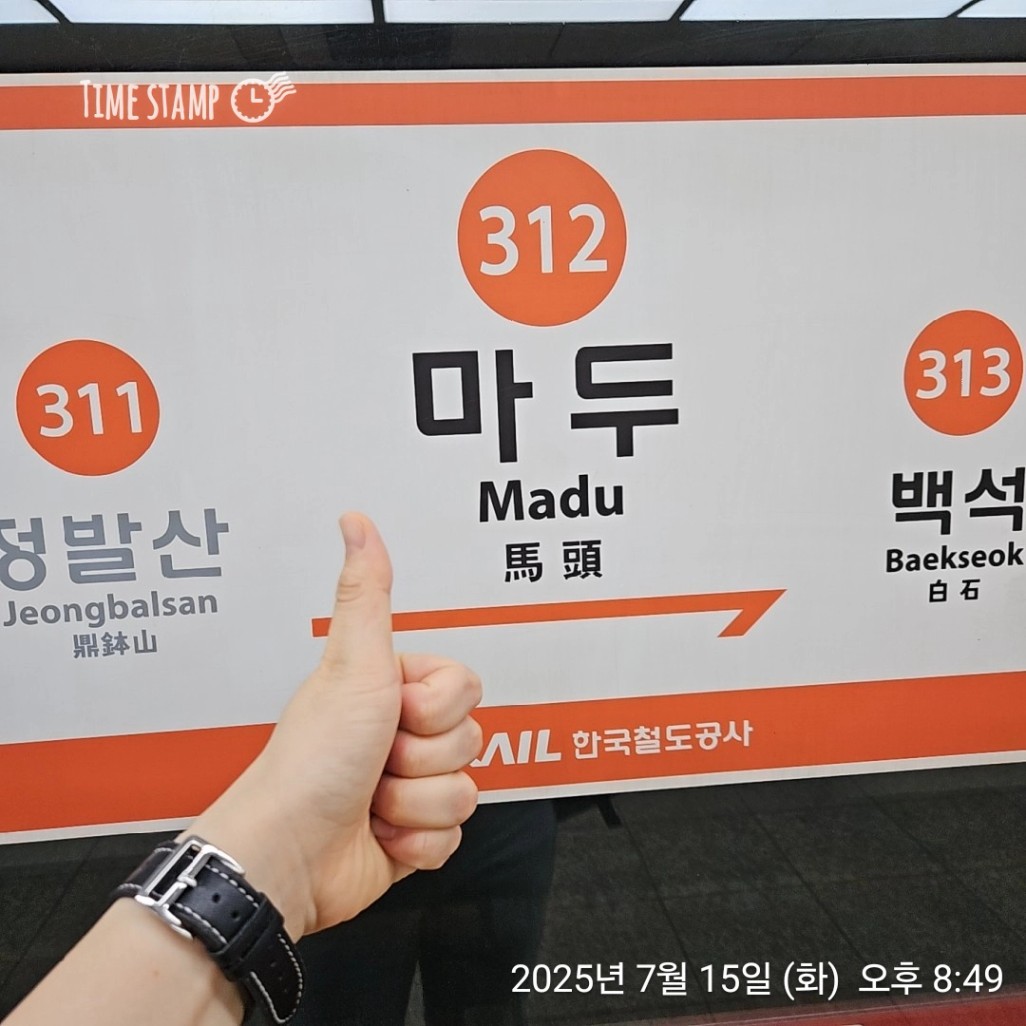 TIME STAMP
312
마두
Madu
馬頭
311
정발산
Jeongbalsan
鼎鉢山
313
백석
Baekseok
白石
AIL 한국철도공사
2025년 7월 15일 (화) 오후 8:49